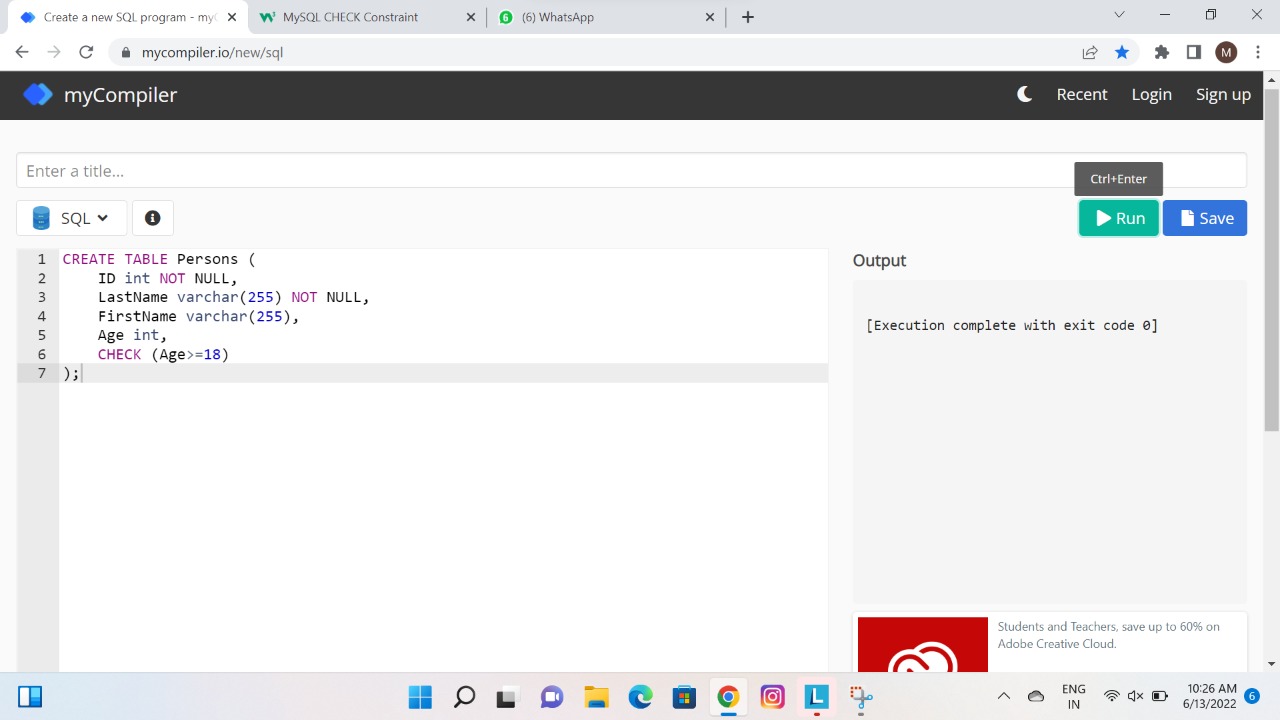 Create a new SQL program - myC
MySQL CHECK Constraint
6
(6) WhatsApp
mycompiler.io/new/sql
M
myCompiler
Recent
Login
Sign up
Enter a title...
Ctrl+Enter
SQL
Run
Save
1 CREATE TABLE Persons (
2 ID int NOT NULL,
3 LastName varchar(255) NOT NULL,
4 FirstName varchar(255),
5 Age int,
6 CHECK (Age>=18)
7 );
Output
[Execution complete with exit code 0]
Students and Teachers, save up to 60% on
Adobe Creative Cloud.
L
ENG
IN
10:26 AM
6/13/2022
6